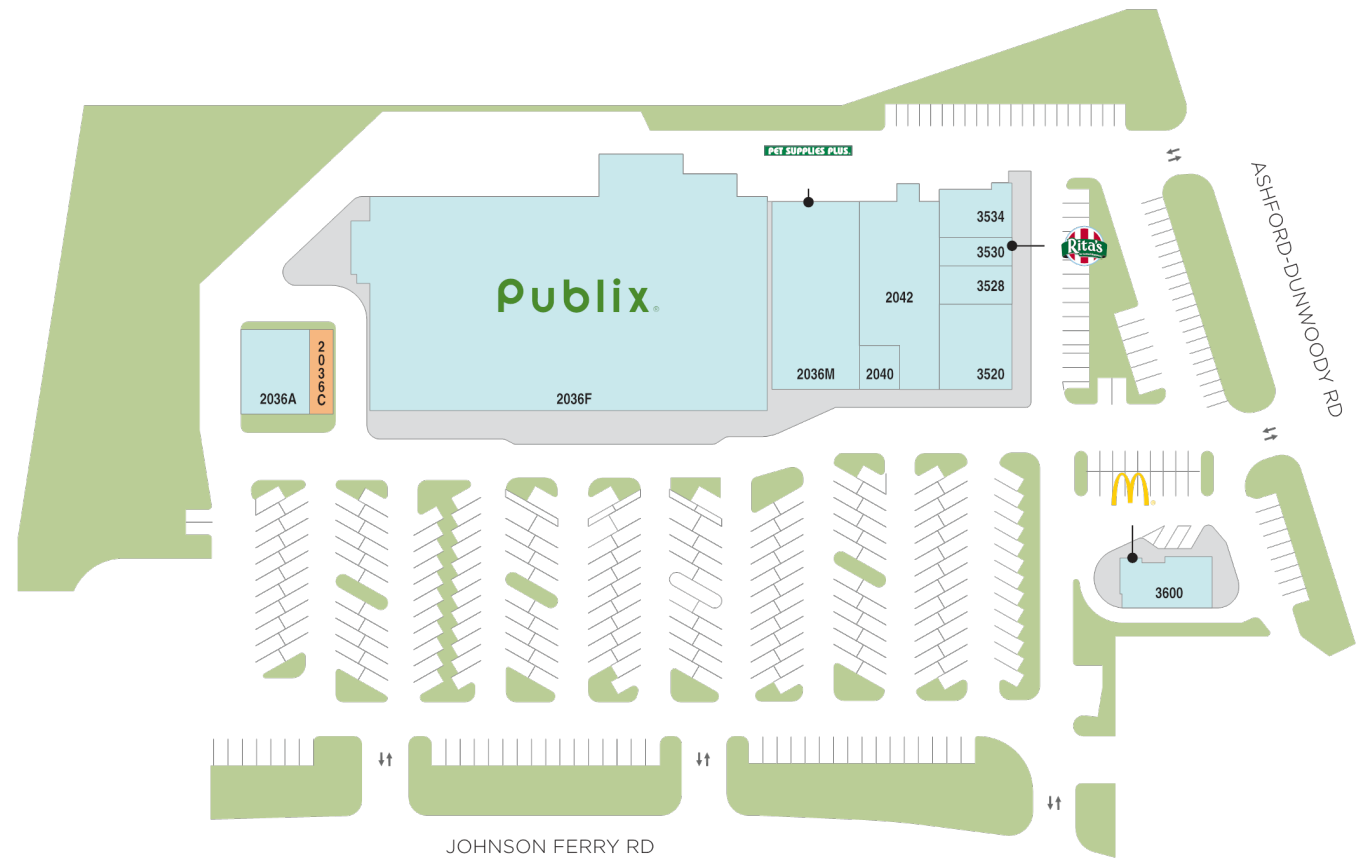 PET SUPPLIES PLUS.
ASHFORD-DUNWOODY RD
3534
Rita's
3530
3528
Publix®
2042
2036C
2036A
2036F
2036M
2040
3520
M®
3600
JOHNSON FERRY RD